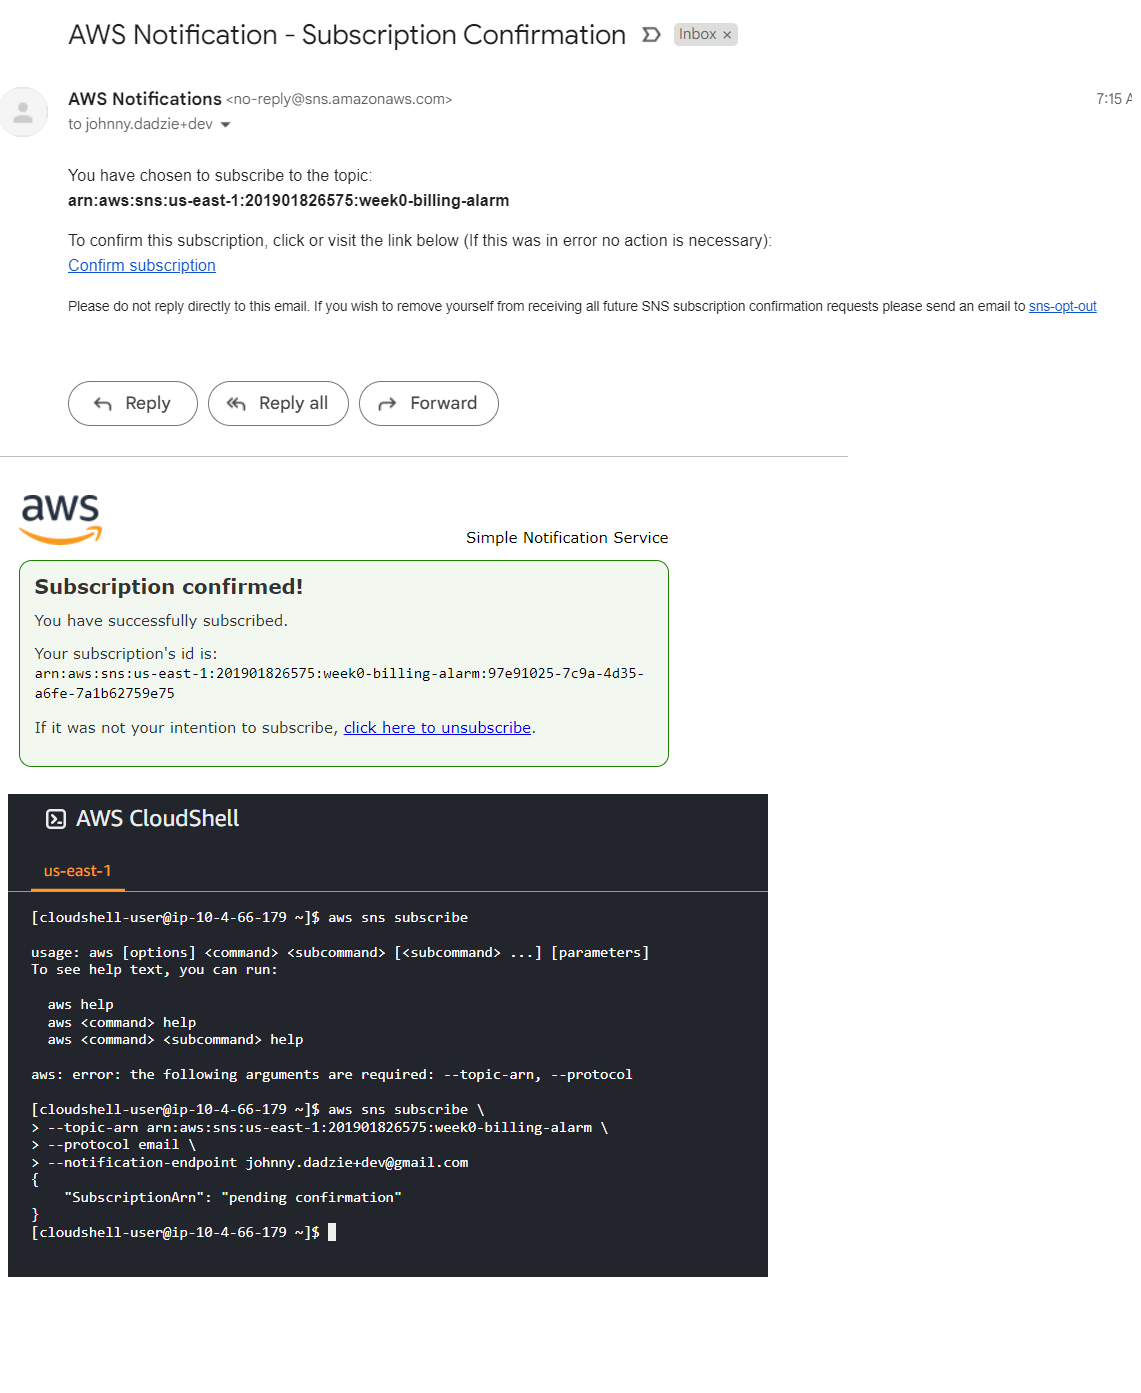 AWS Notification - Subscription Confirmation
Inbox ×
AWS Notifications <no-reply@sns.amazonaws.com>
7:15 A
to johnny.dadzie+dev
You have chosen to subscribe to the topic:
arn:aws:sns:us-east-1:201901826575:week0-billing-alarm
To confirm this subscription, click or visit the link below (If this was in error no action is necessary):
Confirm subscription
Please do not reply directly to this email. If you wish to remove yourself from receiving all future SNS subscription confirmation requests please send an email to sns-opt-out
Reply
Reply all
Forward
aws
Simple Notification Service
Subscription confirmed!
You have successfully subscribed.
Your subscription's id is:
arn:aws:sns:us-east-1:201901826575:week0-billing-alarm:97e91025-7c9a-4d35-
a6fe-7a1b62759e75
If it was not your intention to subscribe, click here to unsubscribe.
AWS CloudShell
us-east-1
[cloudshell-user@ip-10-4-66-179 ~]$ aws sns subscribe
usage: aws [options] <command> <subcommand> [<subcommand> ...] [parameters]
To see help text, you can run:
aws help
aws <command> help
aws <command> <subcommand> help
aws: error: the following arguments are required: --topic-arn, --protocol
[cloudshell-user@ip-10-4-66-179 ~]$ aws sns subscribe \
> --topic-arn arn:aws:sns:us-east-1:201901826575:week0-billing-alarm \
> --protocol email \
> --notification-endpoint johnny.dadzie+dev@gmail.com
{
"SubscriptionArn": "pending confirmation"
}
[cloudshell-user@ip-10-4-66-179 ~]$